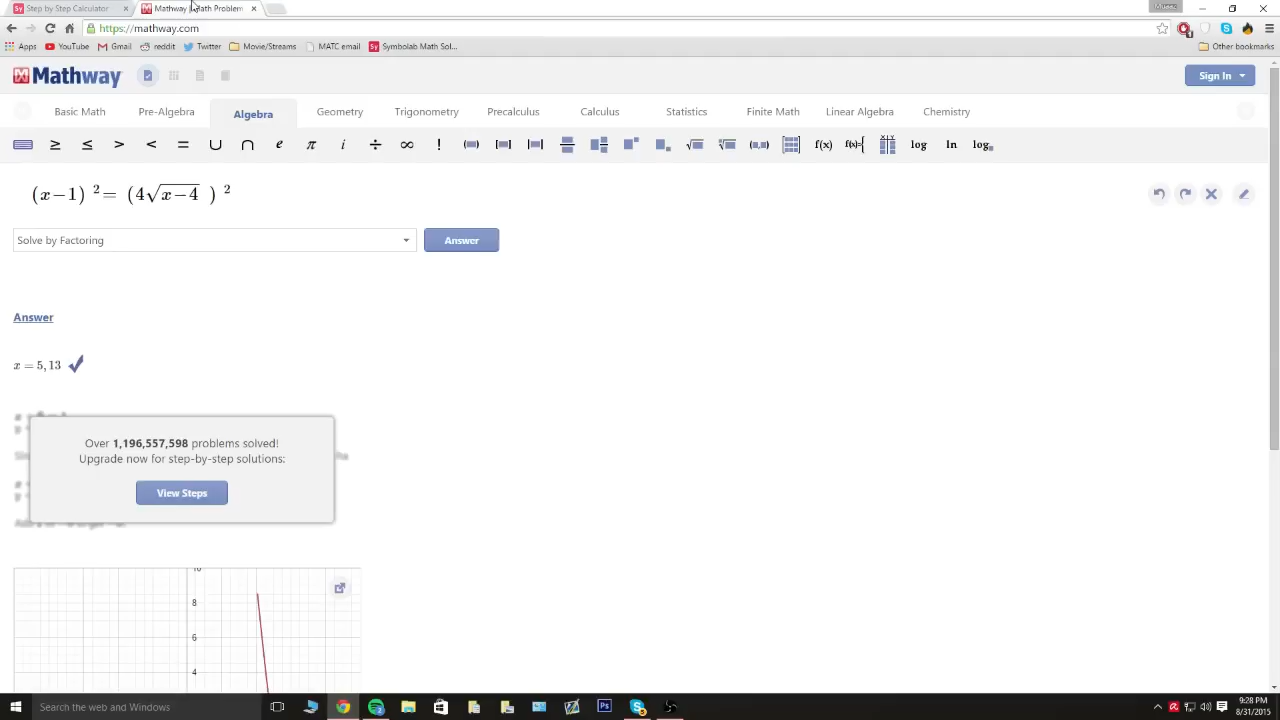 Step by Step Calculator
Mathway | Math Problem
https://mathway.com
Apps YouTube Gmail reddit Twitter Movie/Streams MATC email Symbolab Math Sol... Other bookmarks
Mathway Sign In
Basic Math Pre-Algebra Algebra Geometry Trigonometry Precalculus Calculus Statistics Finite Math Linear Algebra Chemistry
≥ ≤ > < = ∪ ∩ e π i ÷ ∞ ! f(x) log ln log
(x−1) ²= (4√x−4 ) ²
Solve by Factoring Answer
Answer
x = 5, 13
Over 1,196,557,598 problems solved!
Upgrade now for step-by-step solutions:
View Steps
10
8
6
4
Search the web and Windows
9:28 PM
8/31/2015